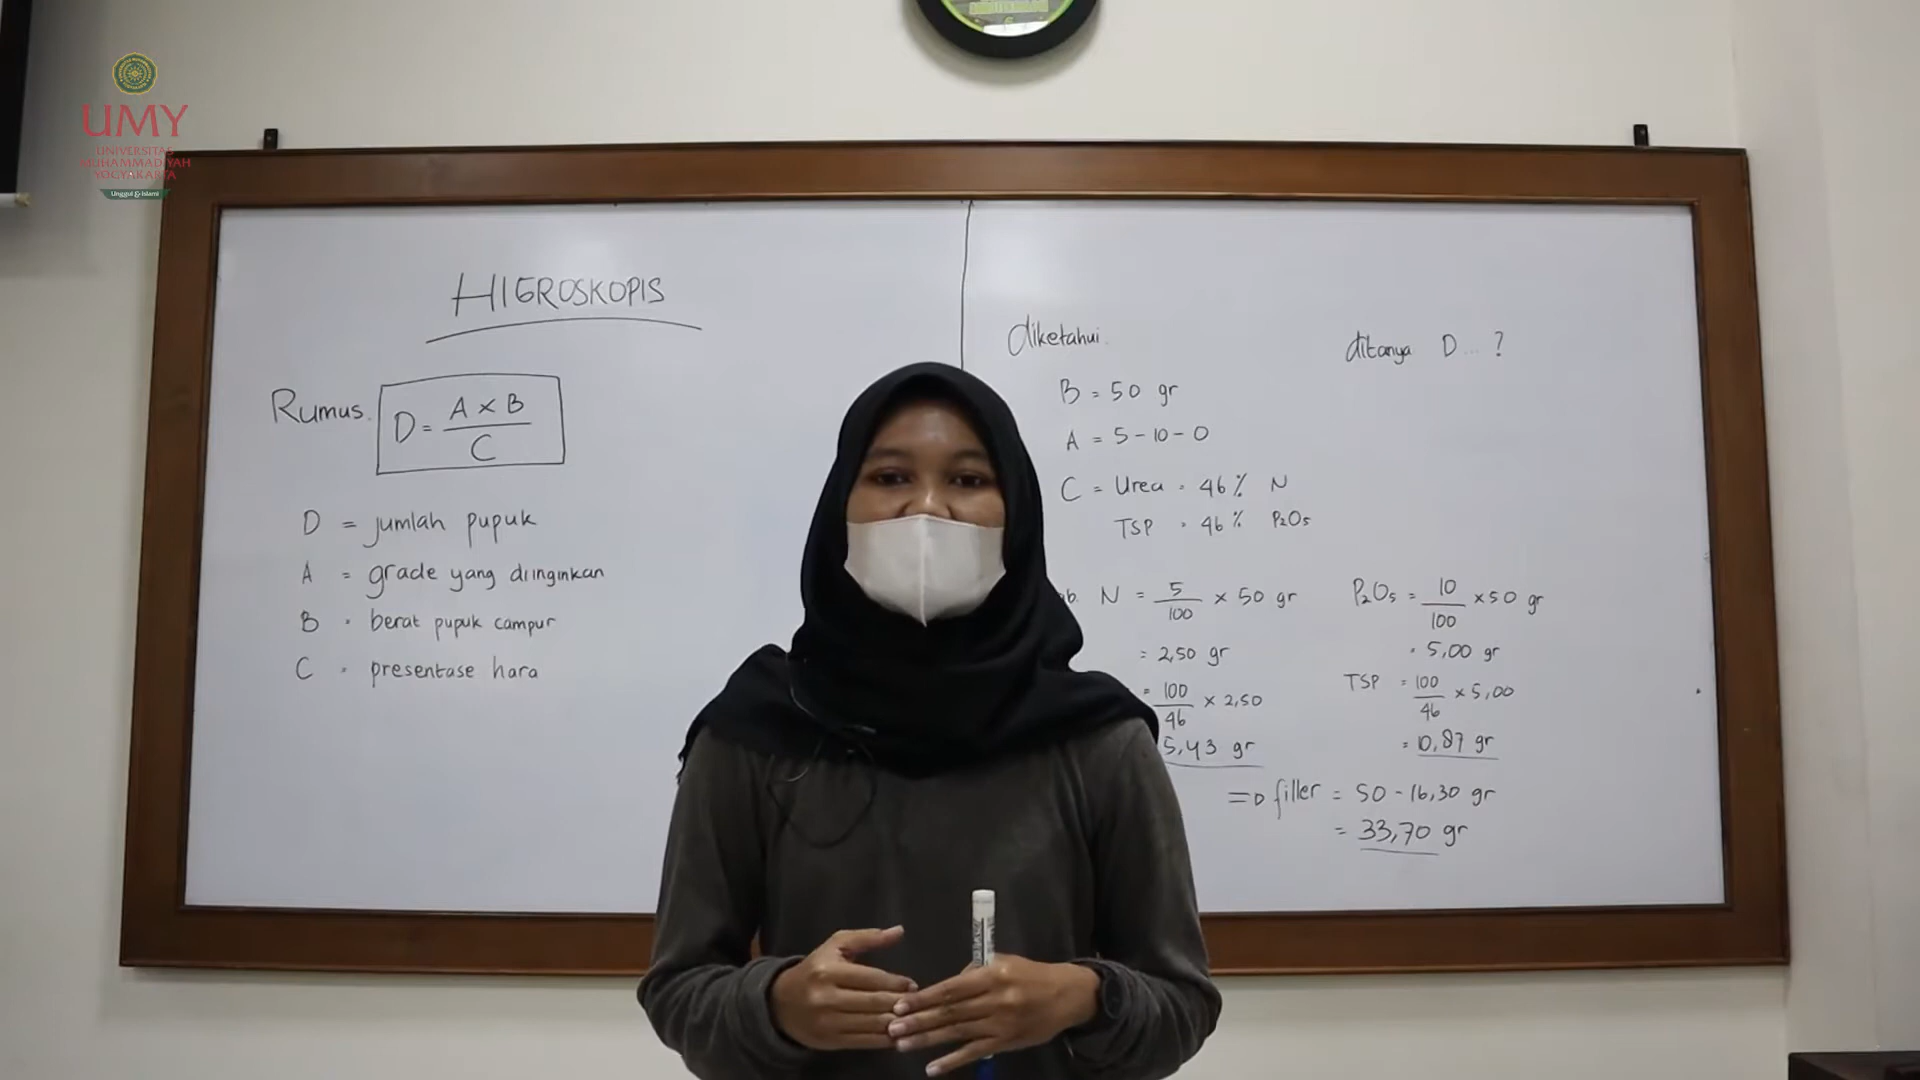 UMY
UNIVERSITAS
MUHAMMADIYAH
YOGYAKARTA
Unggul & Islami
HIGROSKOPIS
Rumus. D = A × B
C
D = jumlah pupuk
A = grade yang diinginkan
B = berat pupuk campur
C = presentase hara
diketahui.
ditanya D ... ?
B = 50 gr
A = 5 - 10 - 0
C = Urea = 46 % N
TSP = 46 % P2O5
N = 5/100 × 50 gr
= 2,50 gr
= 100/46 × 2,50
5,43 gr
P2O5 = 10/100 × 50 gr
= 5,00 gr
TSP = 100/46 × 5,00
= 10,87 gr
⇒ filler = 50 - 16,30 gr
= 33,70 gr